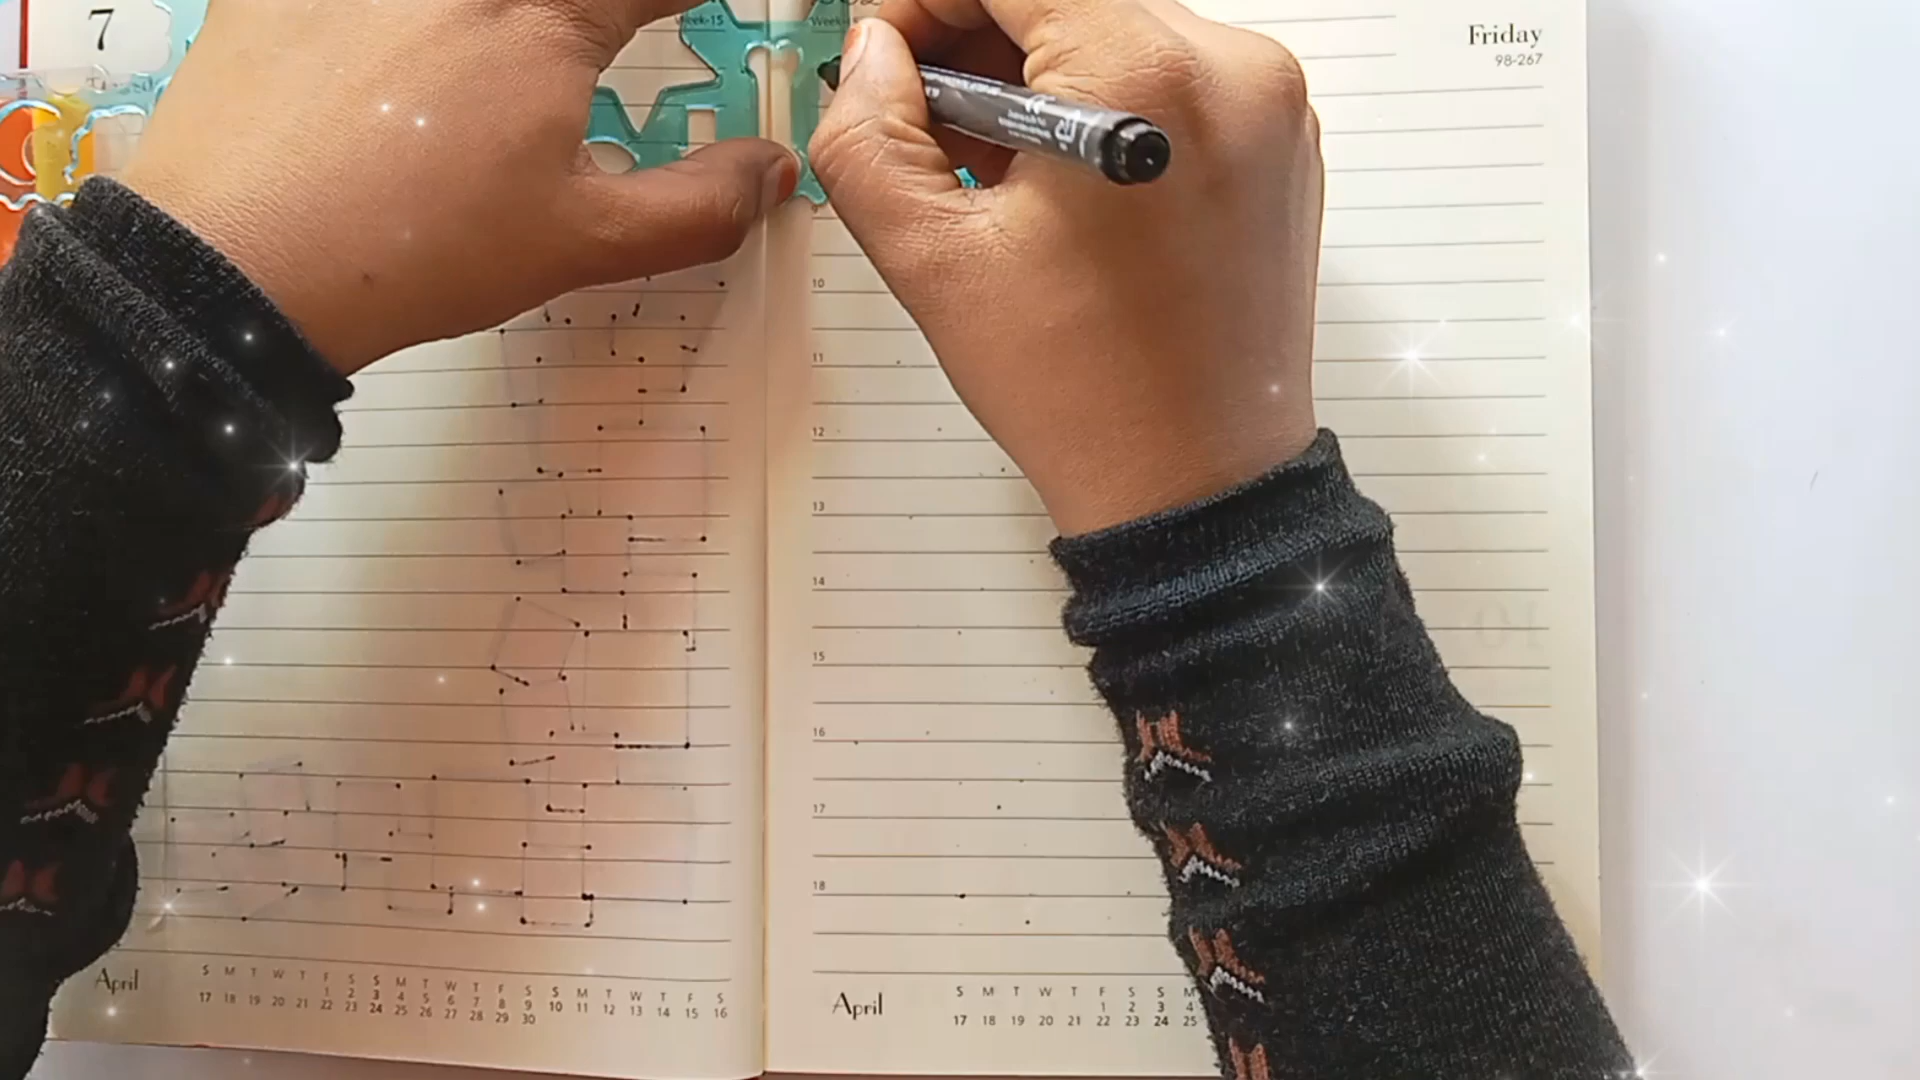 7
Week-15
Friday
98-267
10
11
12
13
14
15
16
17
18
April
S M T W T F S S M T W T F S S M T W T F S
1 2 3 4 5 6 7 8 9 10 11 12 13 14 15 16
17 18 19 20 21 22 23 24 25 26 27 28 29 30
April
S M T W T F S S M
1 2 3 4
17 18 19 20 21 22 23 24 25